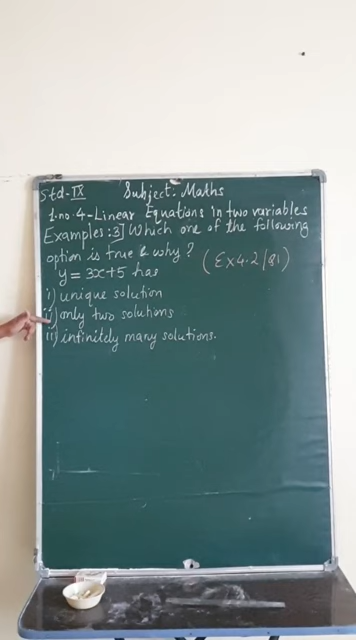 Std-IX Subject: Maths
L.no.4-Linear Equations in two variables
Examples:3] Which one of the following
option is true & why?
y = 3x+5 has (Ex4.2/Q1)
i) unique solution
ii) only two solutions
iii) infinitely many solutions.